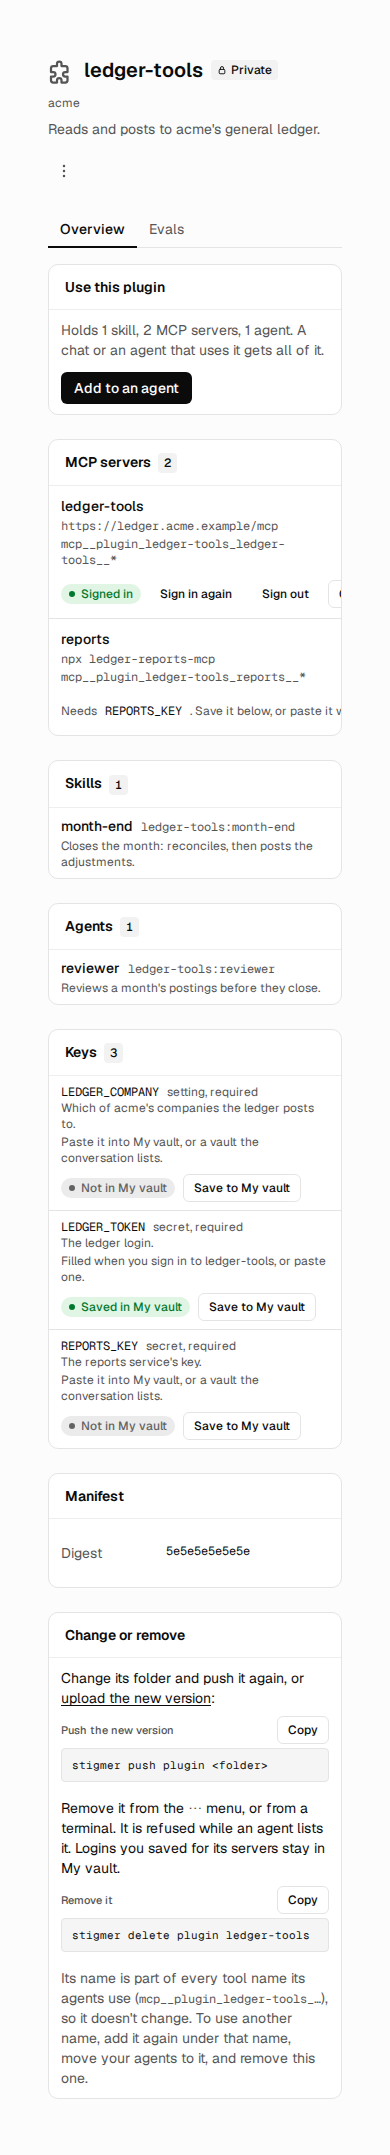 ledger-tools Private
acme
Reads and posts to acme's general ledger.
Overview Evals
Use this plugin
Holds 1 skill, 2 MCP servers, 1 agent. A
chat or an agent that uses it gets all of it.
Add to an agent
MCP servers 2
ledger-tools
https://ledger.acme.example/mcp
mcp__plugin_ledger-tools_ledger-
tools__*
Signed in Sign in again Sign out
reports
npx ledger-reports-mcp
mcp__plugin_ledger-tools_reports__*
Needs REPORTS_KEY . Save it below, or paste it
Skills 1
month-end ledger-tools:month-end
Closes the month: reconciles, then posts the
adjustments.
Agents 1
reviewer ledger-tools:reviewer
Reviews a month's postings before they close.
Keys 3
LEDGER_COMPANY setting, required
Which of acme's companies the ledger posts
to.
Paste it into My vault, or a vault the
conversation lists.
Not in My vault Save to My vault
LEDGER_TOKEN secret, required
The ledger login.
Filled when you sign in to ledger-tools, or paste
one.
Saved in My vault Save to My vault
REPORTS_KEY secret, required
The reports service's key.
Paste it into My vault, or a vault the
conversation lists.
Not in My vault Save to My vault
Manifest
Digest 5e5e5e5e5e5e
Change or remove
Change its folder and push it again, or
upload the new version:
Push the new version Copy
stigmer push plugin <folder>
Remove it from the ··· menu, or from a
terminal. It is refused while an agent lists
it. Logins you saved for its servers stay in
My vault.
Remove it Copy
stigmer delete plugin ledger-tools
Its name is part of every tool name its
agents use (mcp__plugin_ledger-tools_…),
so it doesn't change. To use another
name, add it again under that name,
move your agents to it, and remove this
one.